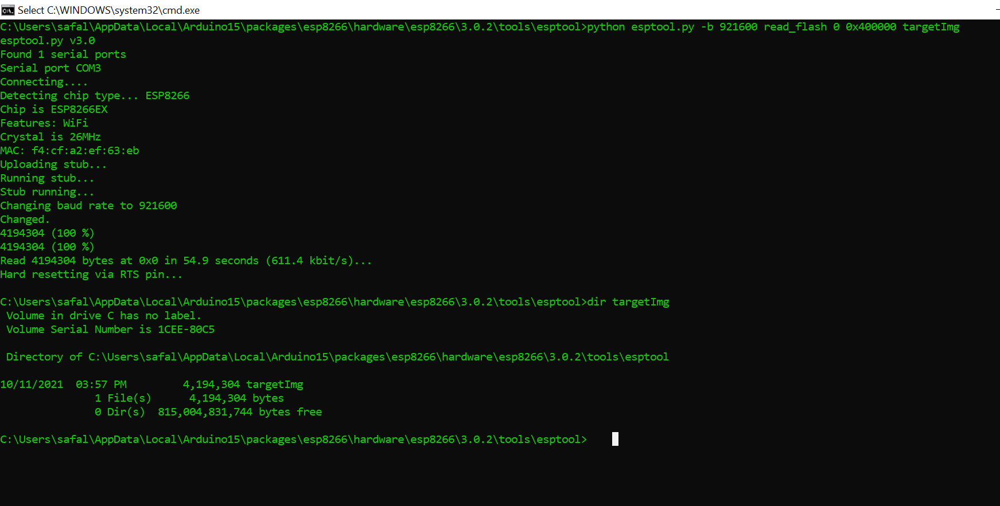 Select C:\WINDOWS\system32\cmd.exe
C:\Users\safal\AppData\Local\Arduino15\packages\esp8266\hardware\esp8266\3.0.2\tools\esptool>python esptool.py -b 921600 read_flash 0 0x400000 targetImg
esptool.py v3.0
Found 1 serial ports
Serial port COM3
Connecting....
Detecting chip type... ESP8266
Chip is ESP8266EX
Features: WiFi
Crystal is 26MHz
MAC: f4:cf:a2:ef:63:eb
Uploading stub...
Running stub...
Stub running...
Changing baud rate to 921600
Changed.
4194304 (100 %)
4194304 (100 %)
Read 4194304 bytes at 0x0 in 54.9 seconds (611.4 kbit/s)...
Hard resetting via RTS pin...
C:\Users\safal\AppData\Local\Arduino15\packages\esp8266\hardware\esp8266\3.0.2\tools\esptool>dir targetImg
Volume in drive C has no label.
Volume Serial Number is 1CEE-80C5
Directory of C:\Users\safal\AppData\Local\Arduino15\packages\esp8266\hardware\esp8266\3.0.2\tools\esptool
10/11/2021  03:57 PM         4,194,304 targetImg
1 File(s)      4,194,304 bytes
0 Dir(s)  815,004,831,744 bytes free
C:\Users\safal\AppData\Local\Arduino15\packages\esp8266\hardware\esp8266\3.0.2\tools\esptool>